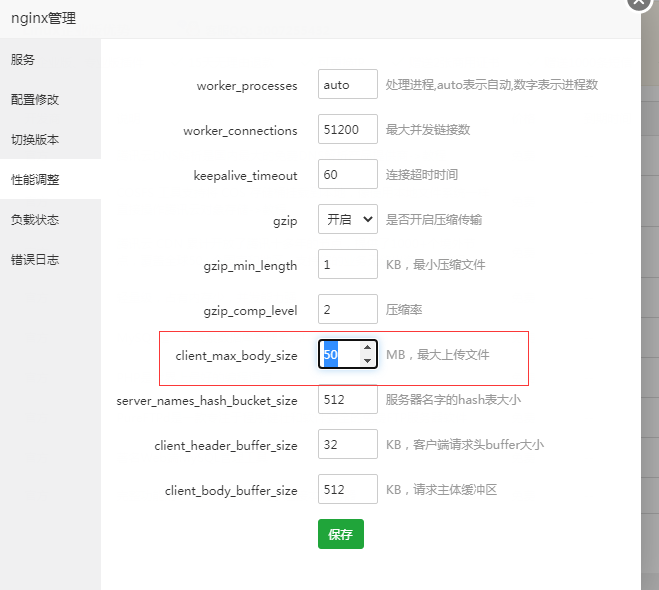 nginx管理
服务
配置修改
切换版本
性能调整
负载状态
错误日志
worker_processes auto 处理进程,auto表示自动,数字表示进程数
worker_connections 51200 最大并发链接数
keepalive_timeout 60 连接超时时间
gzip 开启 是否开启压缩传输
gzip_min_length 1 KB，最小压缩文件
gzip_comp_level 2 压缩率
client_max_body_size 50 MB，最大上传文件
server_names_hash_bucket_size 512 服务器名字的hash表大小
client_header_buffer_size 32 KB，客户端请求头buffer大小
client_body_buffer_size 512 KB，请求主体缓冲区
保存